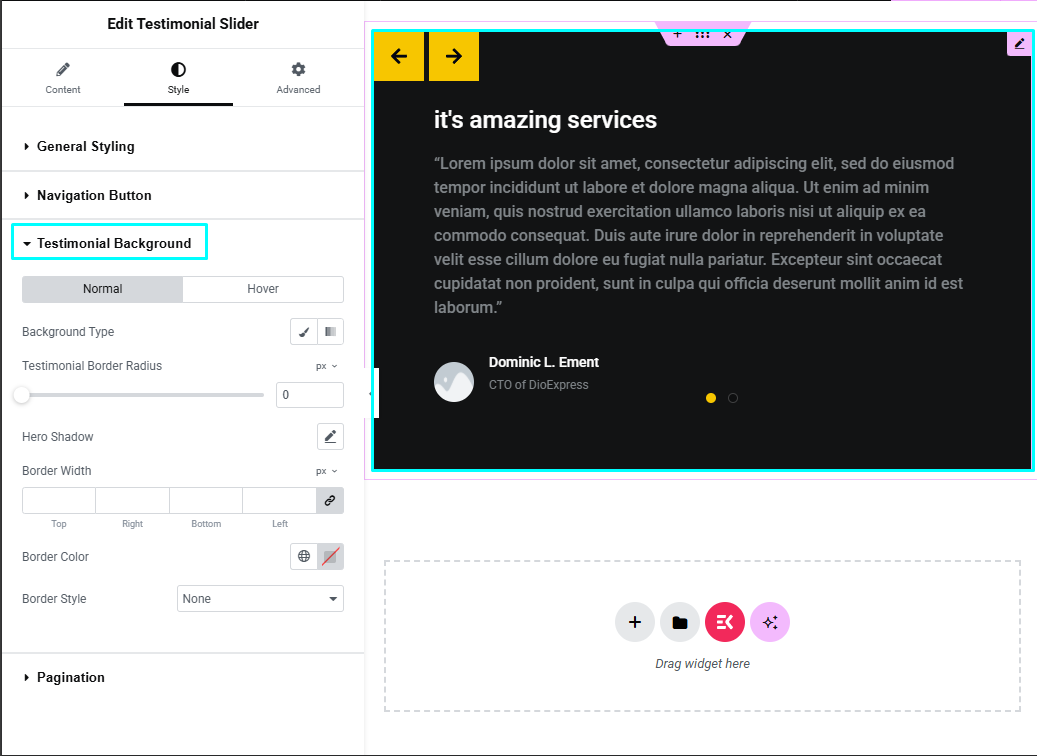 Edit Testimonial Slider
Content
Style
Advanced
General Styling
Navigation Button
Testimonial Background
Normal
Hover
Background Type
Testimonial Border Radius
px
0
Hero Shadow
Border Width
px
Top
Right
Bottom
Left
Border Color
Border Style
None
Pagination
it's amazing services
“Lorem ipsum dolor sit amet, consectetur adipiscing elit, sed do eiusmod
tempor incididunt ut labore et dolore magna aliqua. Ut enim ad minim
veniam, quis nostrud exercitation ullamco laboris nisi ut aliquip ex ea
commodo consequat. Duis aute irure dolor in reprehenderit in voluptate
velit esse cillum dolore eu fugiat nulla pariatur. Excepteur sint occaecat
cupidatat non proident, sunt in culpa qui officia deserunt mollit anim id est
laborum.”
Dominic L. Ement
CTO of DioExpress
Drag widget here